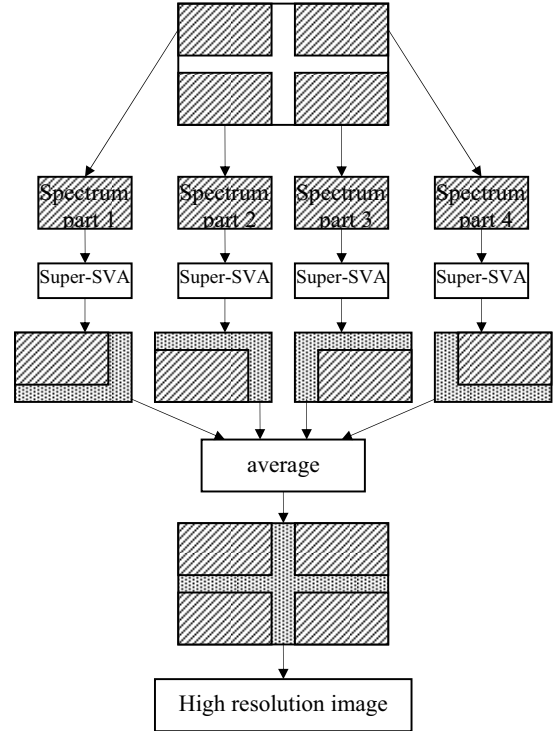 Spectrum part 1
Spectrum part 2
Spectrum part 3
Spectrum part 4
Super-SVA
Super-SVA
Super-SVA
Super-SVA
average
High resolution image